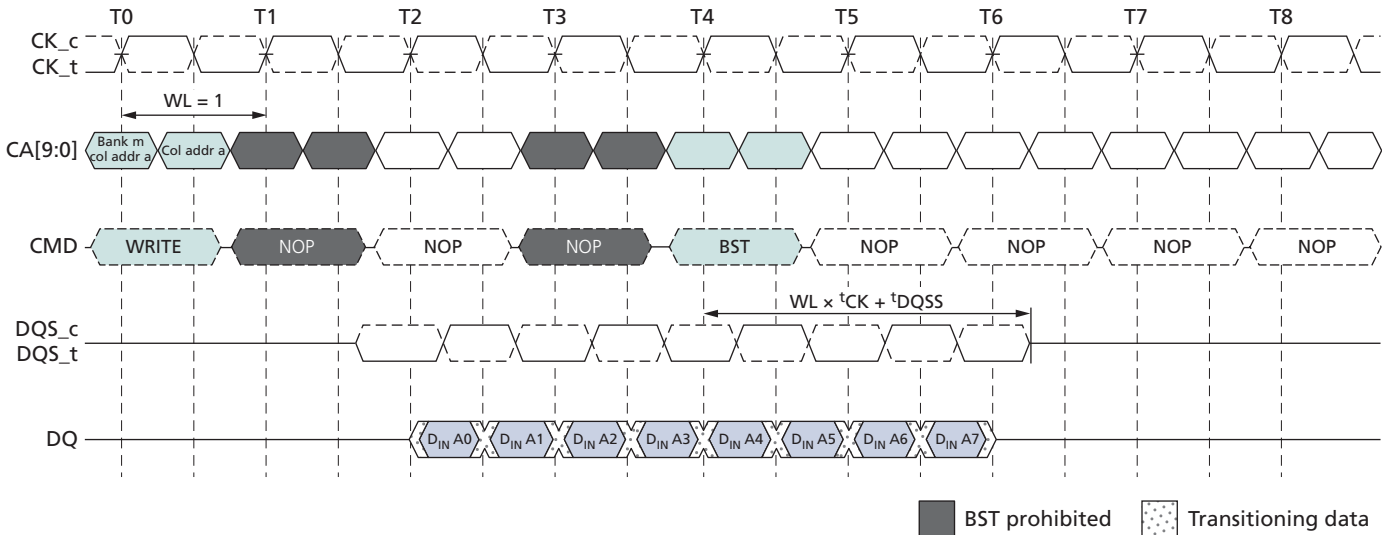 T0 T1 T2 T3 T4 T5 T6 T7 T8
CK_c
CK_t
WL = 1
CA[9:0] Bank m Col addr a
col addr a
CMD WRITE NOP NOP NOP BST NOP NOP NOP NOP
WL × tCK + tDQSS
DQS_c
DQS_t
DQ DIN A0 DIN A1 DIN A2 DIN A3 DIN A4 DIN A5 DIN A6 DIN A7
BST prohibited Transitioning data